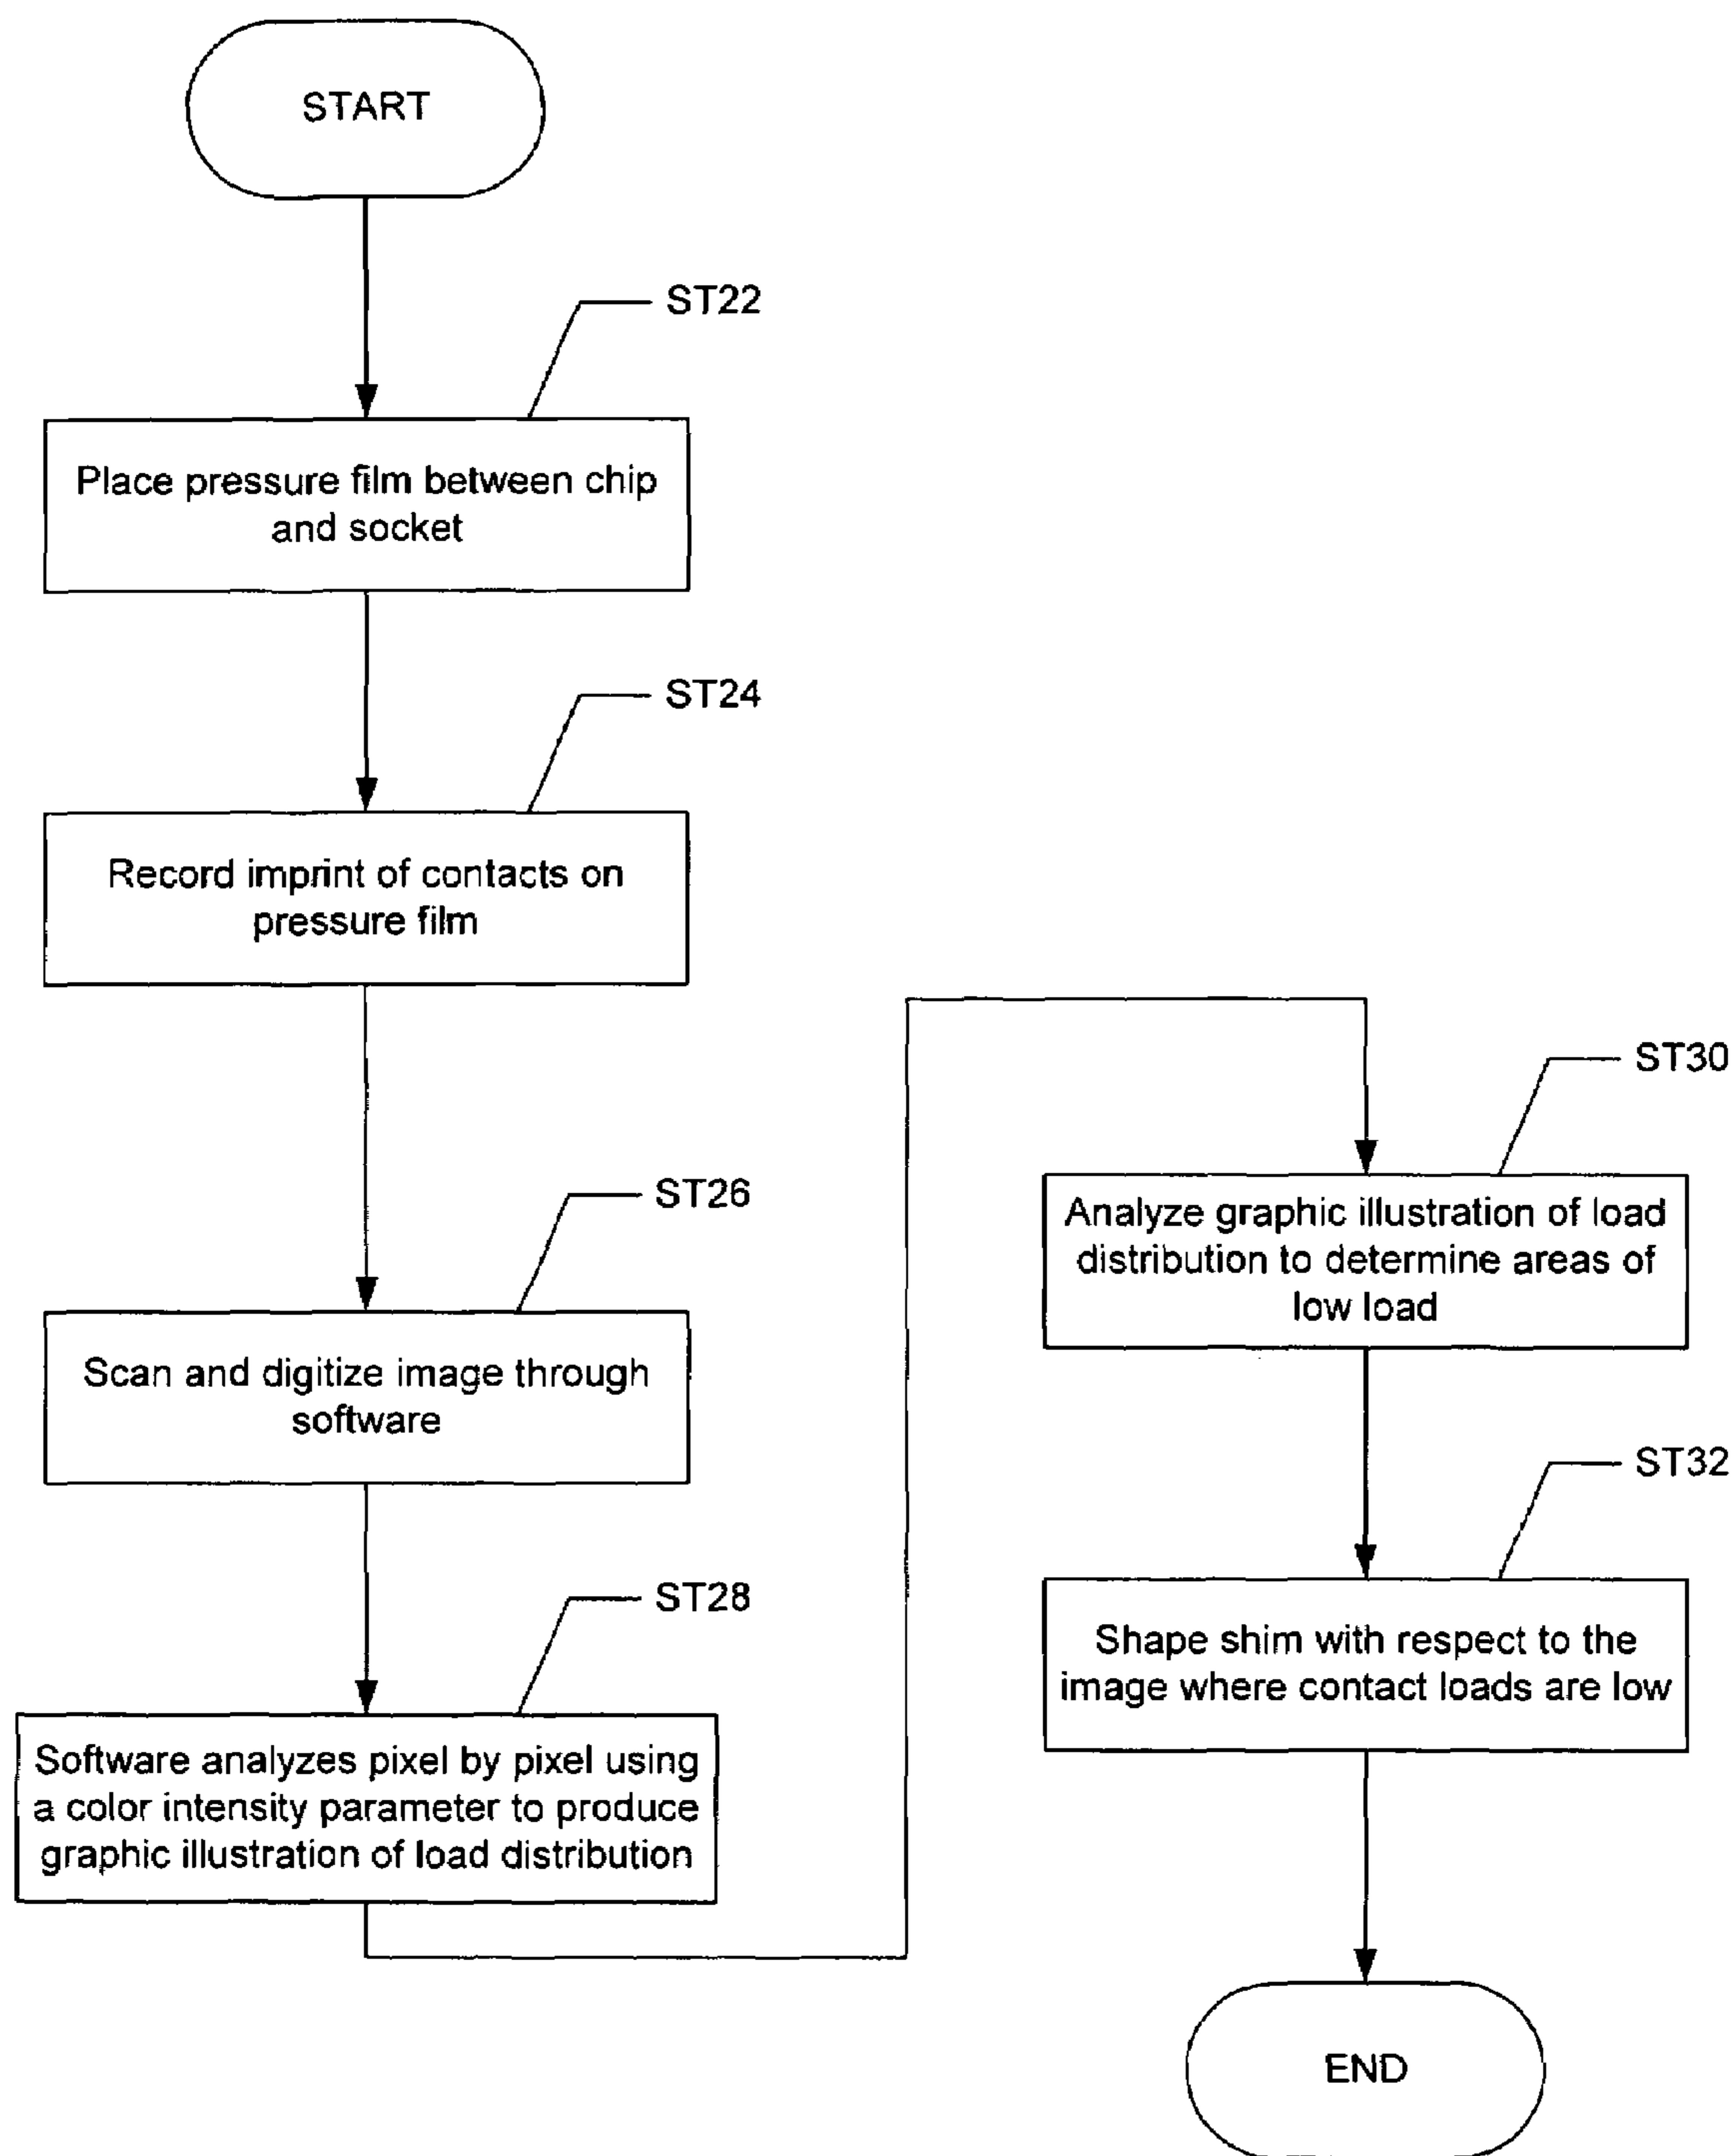 START
ST22
Place pressure film between chip
and socket
ST24
Record imprint of contacts on
pressure film
ST26
Scan and digitize image through
software
ST28
Software analyzes pixel by pixel using
a color intensity parameter to produce
graphic illustration of load distribution
ST30
Analyze graphic illustration of load
distribution to determine areas of
low load
ST32
Shape shim with respect to the
image where contact loads are low
END